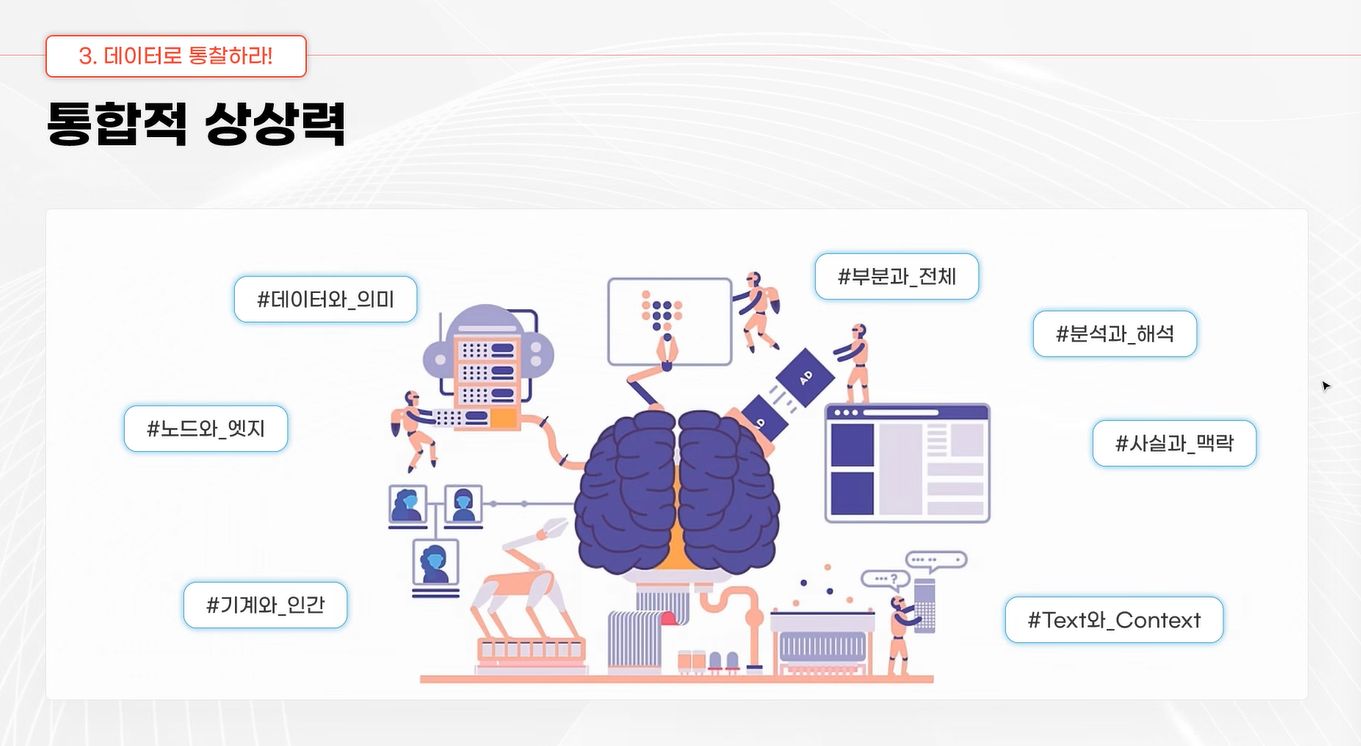 3. 데이터로 통찰하라!
통합적 상상력
#데이터와_의미
#부분과_전체
#분석과_해석
#노드와_엣지
#사실과_맥락
#기계와_인간
#Text와_Context
AD
D
?